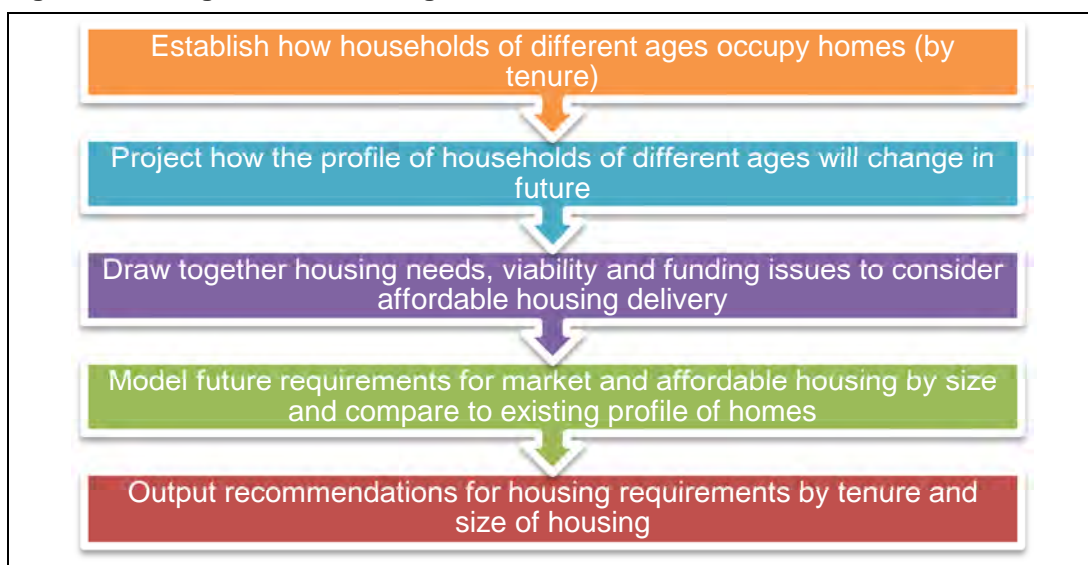 Establish how households of different ages occupy homes (by
tenure)
Project how the profile of households of different ages will change in
future
Draw together housing needs, viability and funding issues to consider
affordable housing delivery
Model future requirements for market and affordable housing by size
and compare to existing profile of homes
Output recommendations for housing requirements by tenure and
size of housing